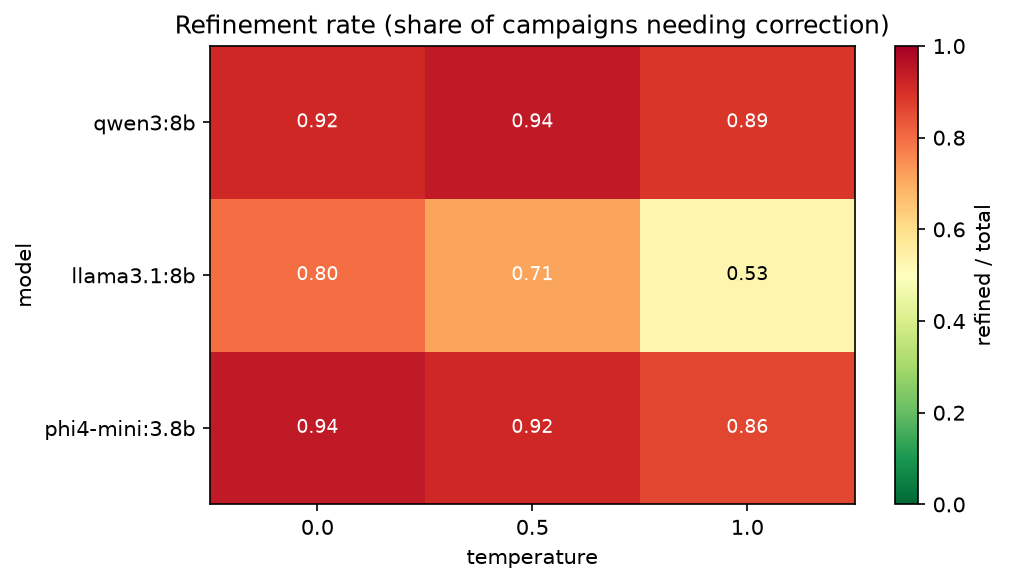 Refinement rate (share of campaigns needing correction)
model
qwen3:8b
0.92 0.94 0.89
llama3.1:8b
0.80 0.71 0.53
phi4-mini:3.8b
0.94 0.92 0.86
0.0 0.5 1.0
temperature
1.0
0.8
0.6
0.4
0.2
0.0
refined / total